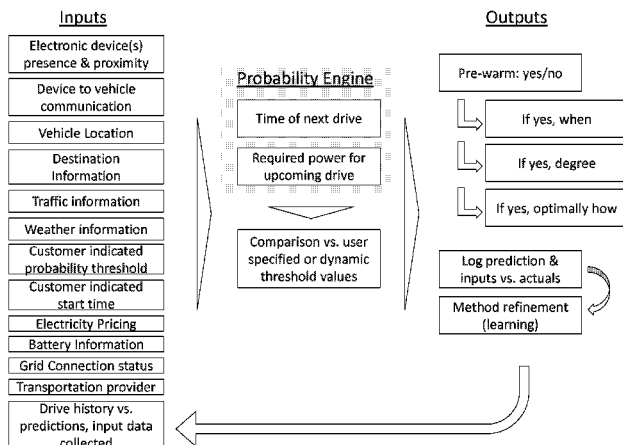 Inputs
Electronic device(s)
presence & proximity
Device to vehicle
communication
Vehicle Location
Destination
Information
Traffic information
Weather information
Customer indicated
probability threshold
Customer indicated
start time
Electricity Pricing
Battery Information
Grid Connection status
Transportation provider
Drive history vs.
predictions, input data
collected
Probability Engine
Time of next drive
Required power for
upcoming drive
Comparison vs. user
specified or dynamic
threshold values
Outputs
Pre-warm: yes/no
If yes, when
If yes, degree
If yes, optimally how
Log prediction &
inputs vs. actuals
Method refinement
(learning)